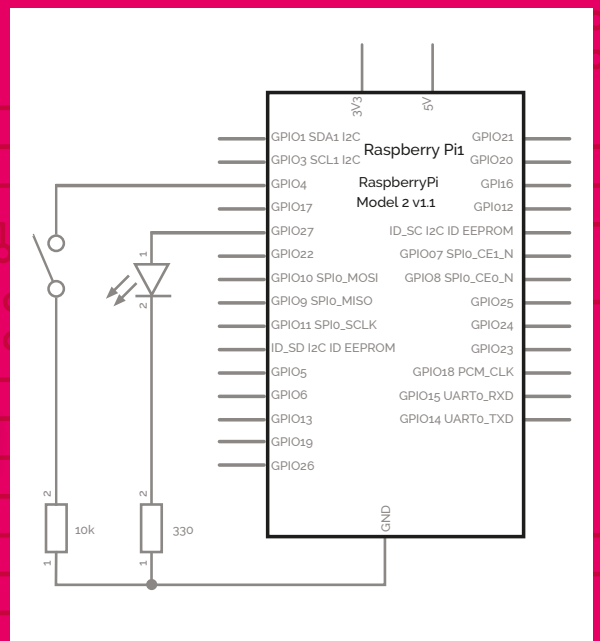 3V3
5V
Raspberry Pi1
RaspberryPi
Model 2 v1.1
GPIO1 SDA1 I2C
GPIO3 SCL1 I2C
GPIO4
GPIO17
GPIO27
GPIO22
GPIO10 SPI0_MOSI
GPIO9 SPI0_MISO
GPIO11 SPI0_SCLK
ID_SD I2C ID EEPROM
GPIO5
GPIO6
GPIO13
GPIO19
GPIO26
GPIO21
GPIO20
GPI16
GPI012
ID_SC I2C ID EEPROM
GPIO07 SPI0_CE1_N
GPIO8 SPI0_CE0_N
GPIO25
GPIO24
GPIO23
GPIO18 PCM_CLK
GPIO15 UART0_RXD
GPIO14 UART0_TXD
GND
1
2
2
10k
1
2
330
1